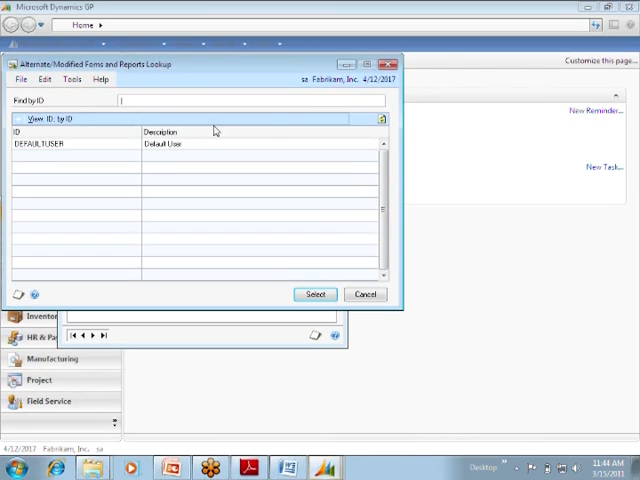 Microsoft Dynamics GP
Home
Customize this page...
Alternate/Modified Forms and Reports Lookup
File Edit Tools Help
sa Fabrikam, Inc. 4/12/2017
Find by ID
View ID: by ID
ID Description
DEFAULTUSER Default User
New Reminder...
New Task...
Select
Cancel
Inventor
HR & Pa
Manufacturing
Project
Field Service
4/12/2017 Fabrikam, Inc. sa
Desktop
11:44 AM
3/15/2011